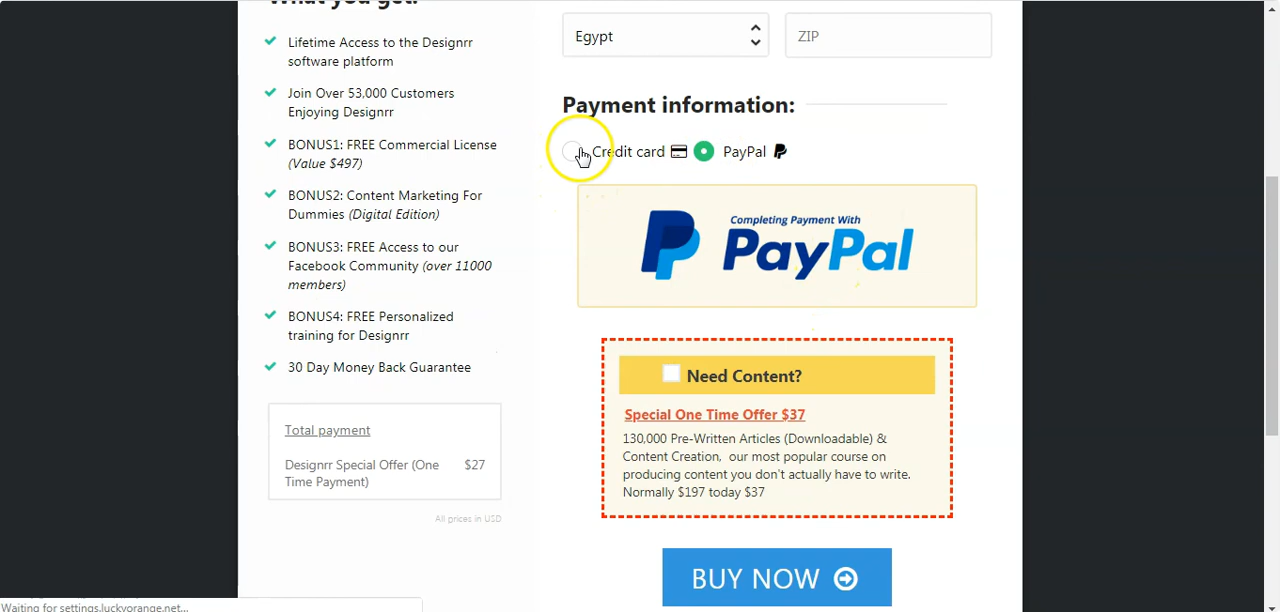 What you get:
Lifetime Access to the Designrr
software platform
Join Over 53,000 Customers
Enjoying Designrr
BONUS1: FREE Commercial License
(Value $497)
BONUS2: Content Marketing For
Dummies (Digital Edition)
BONUS3: FREE Access to our
Facebook Community (over 11000
members)
BONUS4: FREE Personalized
training for Designrr
30 Day Money Back Guarantee
Total payment
Designrr Special Offer (One
Time Payment)
$27
All prices in USD
Egypt
ZIP
Payment information:
Credit card
PayPal
Completing Payment With
PayPal
Need Content?
Special One Time Offer $37
130,000 Pre-Written Articles (Downloadable) &
Content Creation, our most popular course on
producing content you don't actually have to write.
Normally $197 today $37
BUY NOW
Waiting for settings.luckyorange.net...